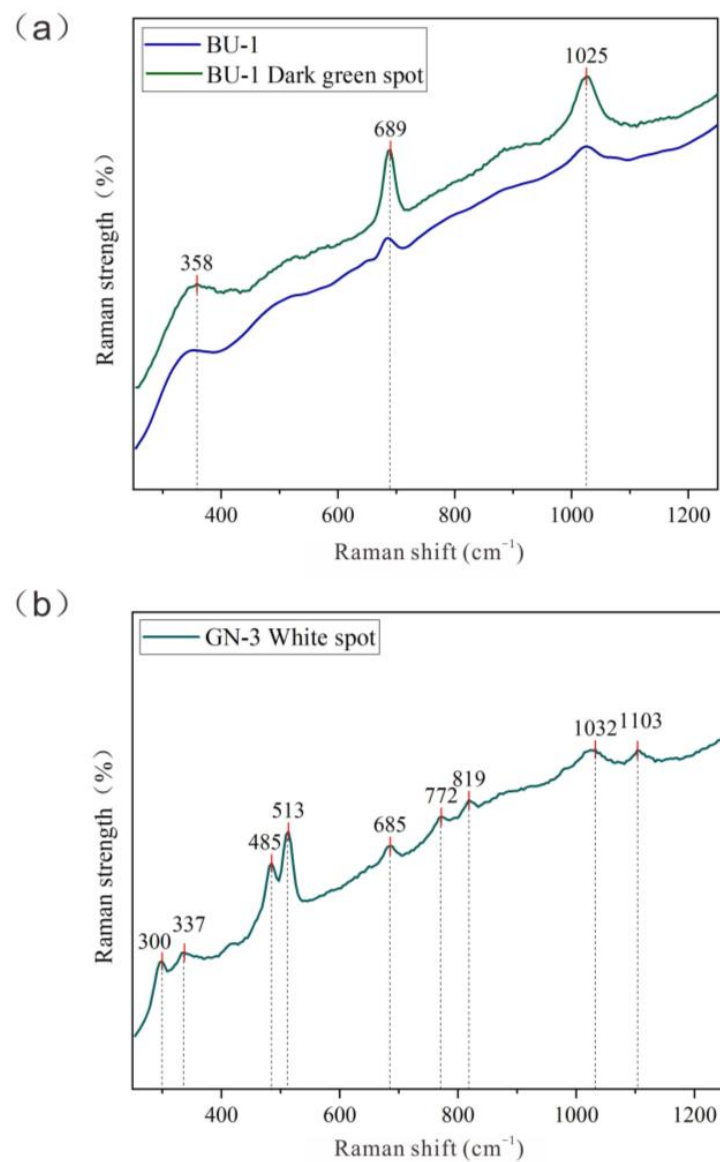 （a）
BU-1
BU-1 Dark green spot
358
689
1025
Raman strength（%）
400 600 800 1000 1200
Raman shift (cm⁻¹)
（b）
GN-3 White spot
300
337
485
513
685
772
819
1032
1103
Raman strength（%）
400 600 800 1000 1200
Raman shift (cm⁻¹)